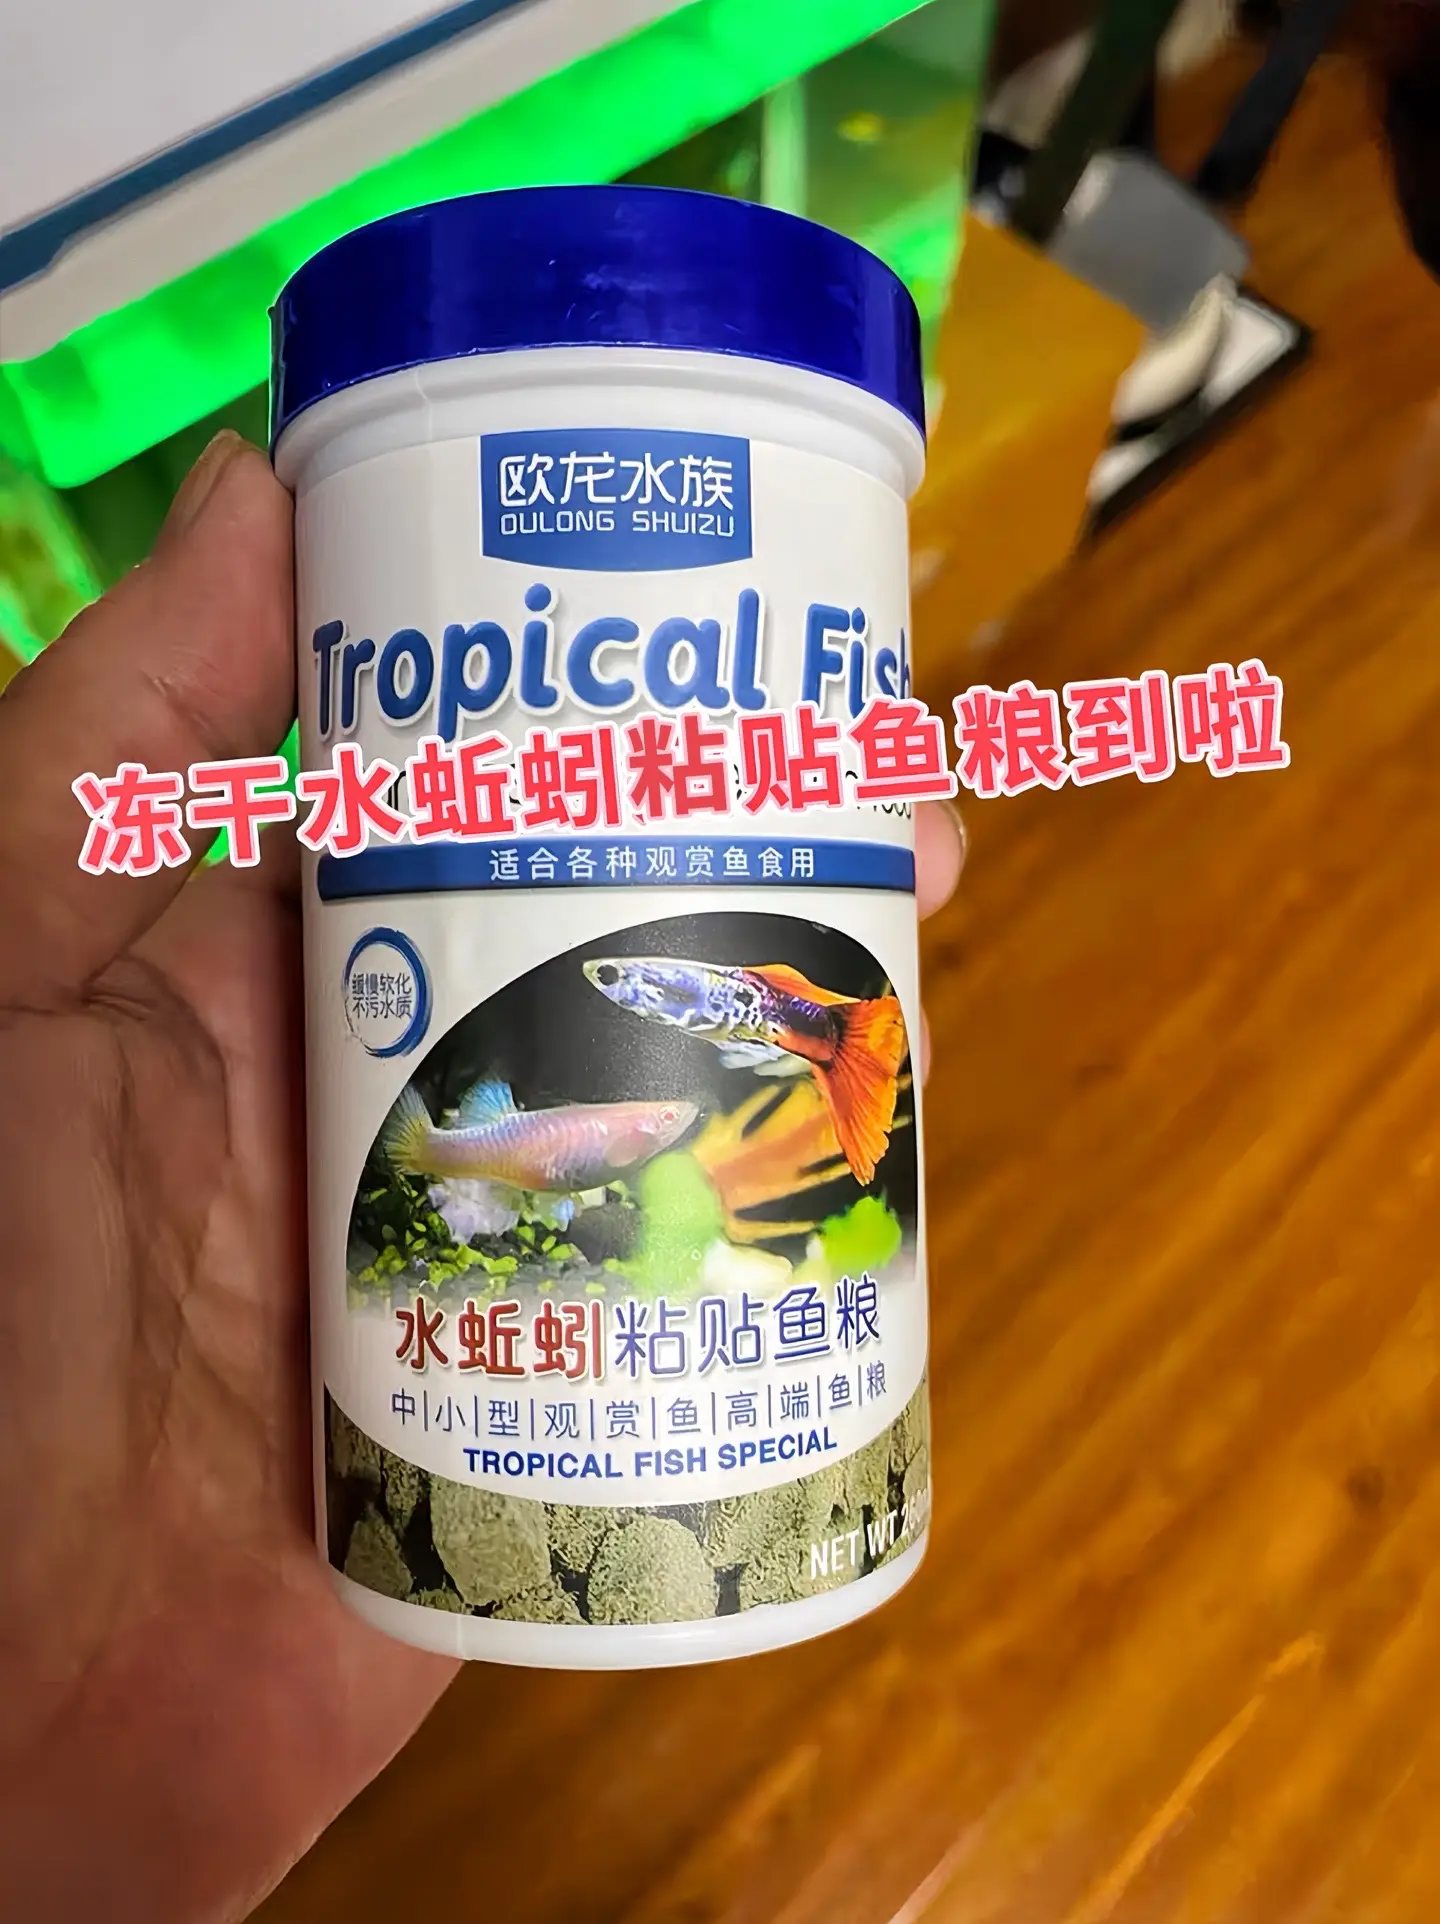 欧龙水族
OULONG SHUIZU
Tropical Fish
冻干水蚯蚓粘贴鱼粮到啦
适合各种观赏鱼食用
缓慢软化
不污水质
水蚯蚓粘贴鱼粮
中|小|型|观|赏|鱼|高|端|鱼|粮
TROPICAL FISH SPECIAL
NET WT